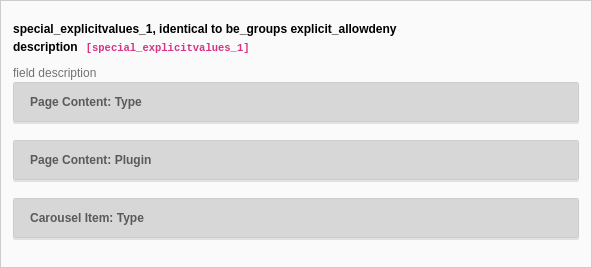 special_explicitvalues_1, identical to be_groups explicit_allowdeny
description [special_explicitvalues_1]
field description
Page Content: Type
Page Content: Plugin
Carousel Item: Type